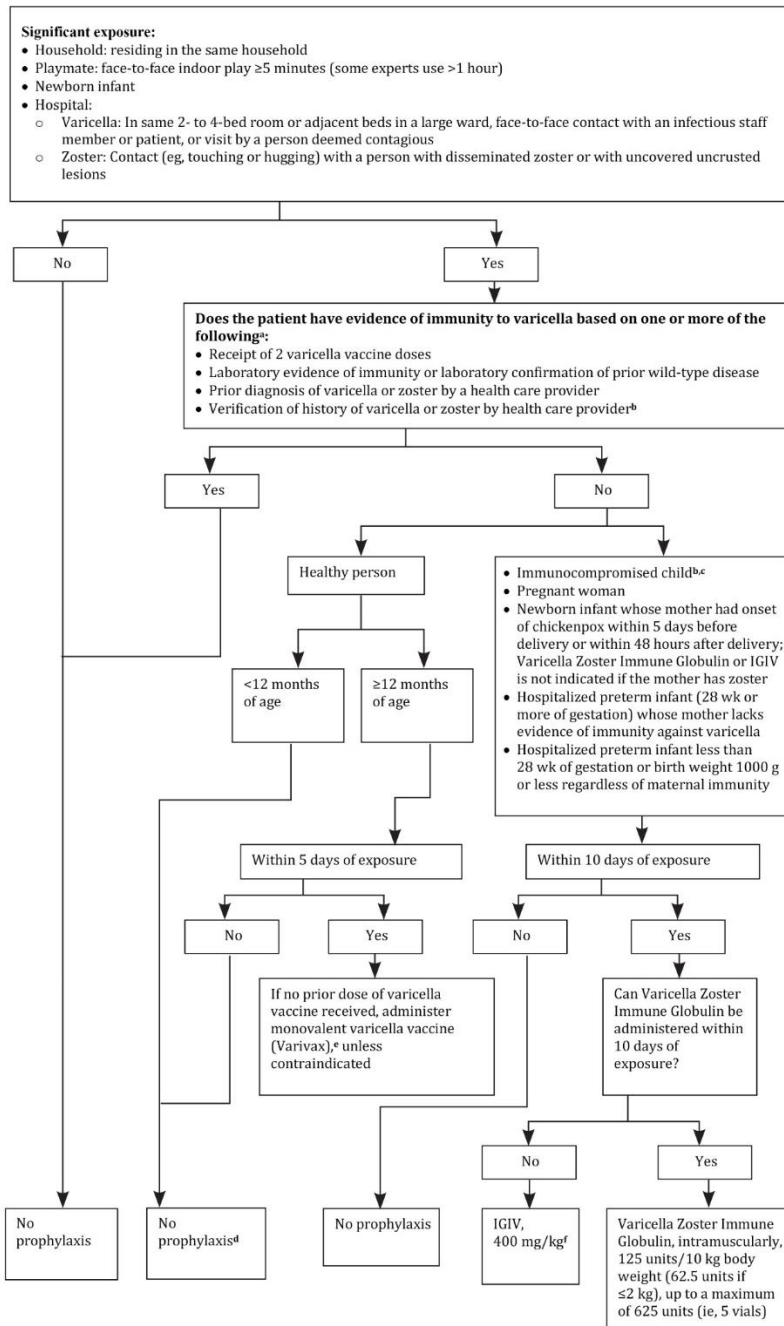 Significant exposure:
• Household: residing in the same household
• Playmate: face-to-face indoor play ≥5 minutes (some experts use >1 hour)
• Newborn infant
• Hospital:
o Varicella: In same 2- to 4-bed room or adjacent beds in a large ward, face-to-face contact with an infectious staff
member or patient, or visit by a person deemed contagious
o Zoster: Contact (eg, touching or hugging) with a person with disseminated zoster or with uncovered uncrusted
lesions
No
Yes
Does the patient have evidence of immunity to varicella based on one or more of the
followingᵃ:
• Receipt of 2 varicella vaccine doses
• Laboratory evidence of immunity or laboratory confirmation of prior wild-type disease
• Prior diagnosis of varicella or zoster by a health care provider
• Verification of history of varicella or zoster by health care providerᵇ
Yes
No
Healthy person
• Immunocompromised childᵇ,ᶜ
• Pregnant woman
• Newborn infant whose mother had onset
of chickenpox within 5 days before
delivery or within 48 hours after delivery;
Varicella Zoster Immune Globulin or IGIV
is not indicated if the mother has zoster
• Hospitalized preterm infant (28 wk or
more of gestation) whose mother lacks
evidence of immunity against varicella
• Hospitalized preterm infant less than
28 wk of gestation or birth weight 1000 g
or less regardless of maternal immunity
<12 months
of age
≥12 months
of age
Within 5 days of exposure
Within 10 days of exposure
No
Yes
No
Yes
If no prior dose of varicella
vaccine received, administer
monovalent varicella vaccine
(Varivax),ᵉ unless
contraindicated
Can Varicella Zoster
Immune Globulin be
administered within
10 days of
exposure?
No
Yes
No
prophylaxis
No
prophylaxisᵈ
No prophylaxis
IGIV,
400 mg/kgᶠ
Varicella Zoster Immune
Globulin, intramuscularly,
125 units/10 kg body
weight (62.5 units if
≤2 kg), up to a maximum
of 625 units (ie, 5 vials)